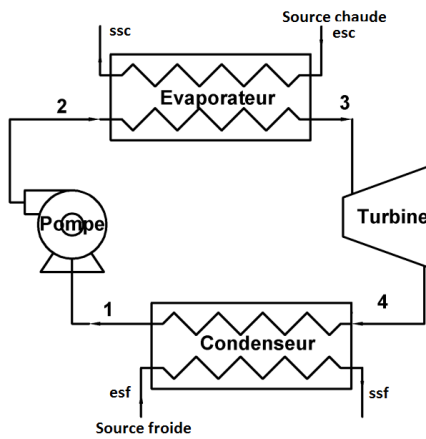 Source chaude
ssc
esc
Evaporateur
2
3
Pompe
Turbine
1
4
Condenseur
esf
ssf
Source froide